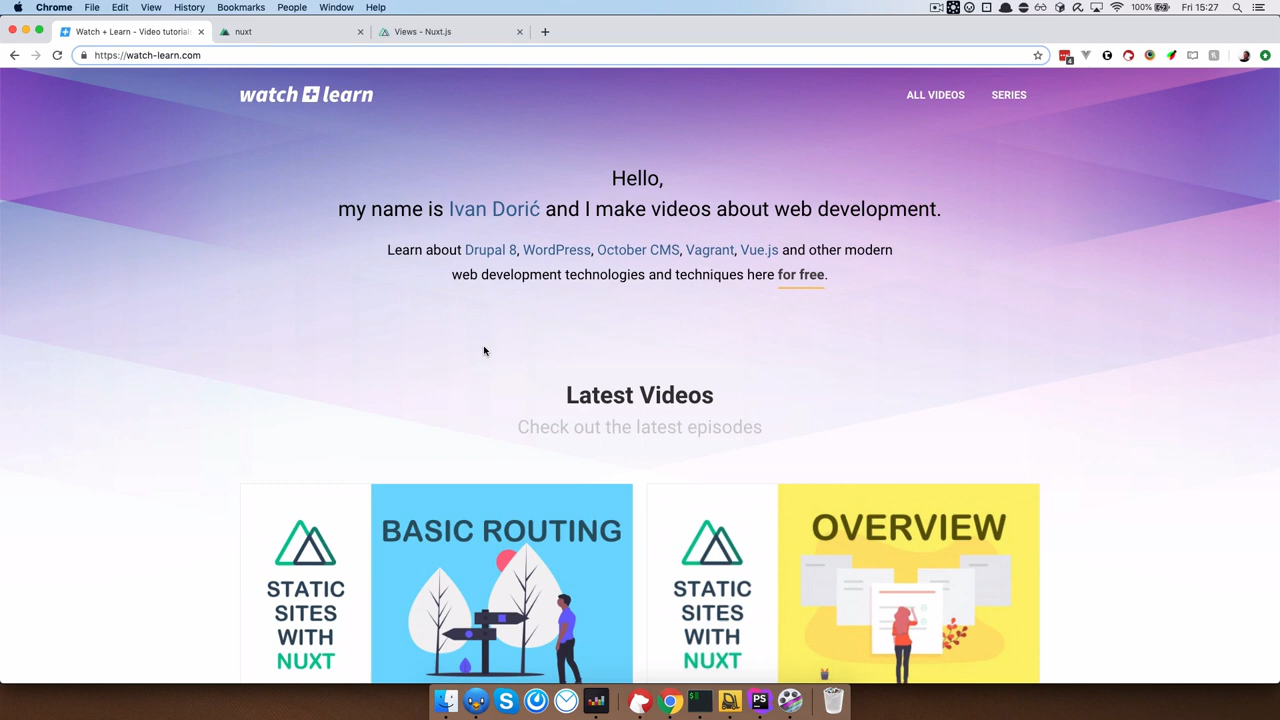 Chrome File Edit View History Bookmarks People Window Help 100% Fri 15:27
Watch + Learn - Video tutorials nuxt Views - Nuxt.js
https://watch-learn.com
4
watch + learn ALL VIDEOS SERIES
Hello,
my name is Ivan Dorić and I make videos about web development.
Learn about Drupal 8, WordPress, October CMS, Vagrant, Vue.js and other modern
web development technologies and techniques here for free.
Latest Videos
Check out the latest episodes
STATIC
SITES
WITH
NUXT
BASIC ROUTING
STATIC
SITES
WITH
NUXT
OVERVIEW
PS